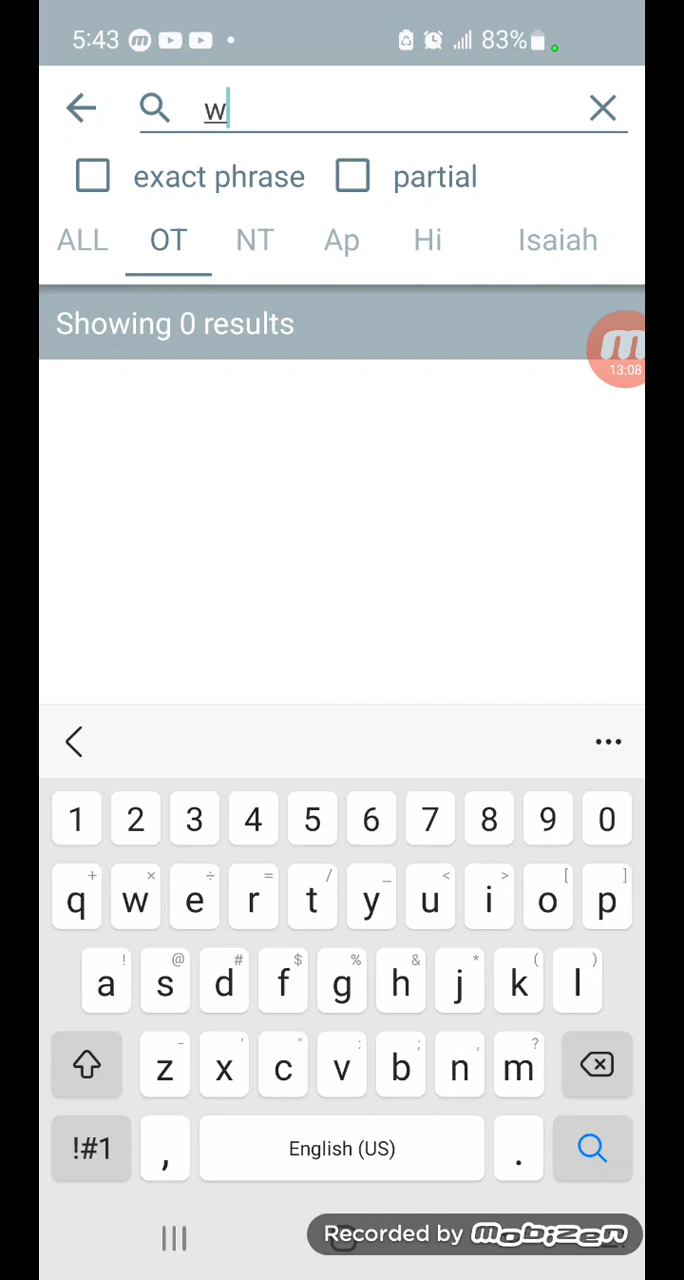 5:43 83%
w
exact phrase partial
ALL OT NT Ap Hi Isaiah
Showing 0 results
13:08
1 2 3 4 5 6 7 8 9 0
+ × ÷ = / _ < > [ ]
q w e r t y u i o p
! @ # $ % & * ( )
a s d f g h j k l
- ' " : ; , ?
z x c v b n m
!#1 , English (US) .
Recorded by mobizen